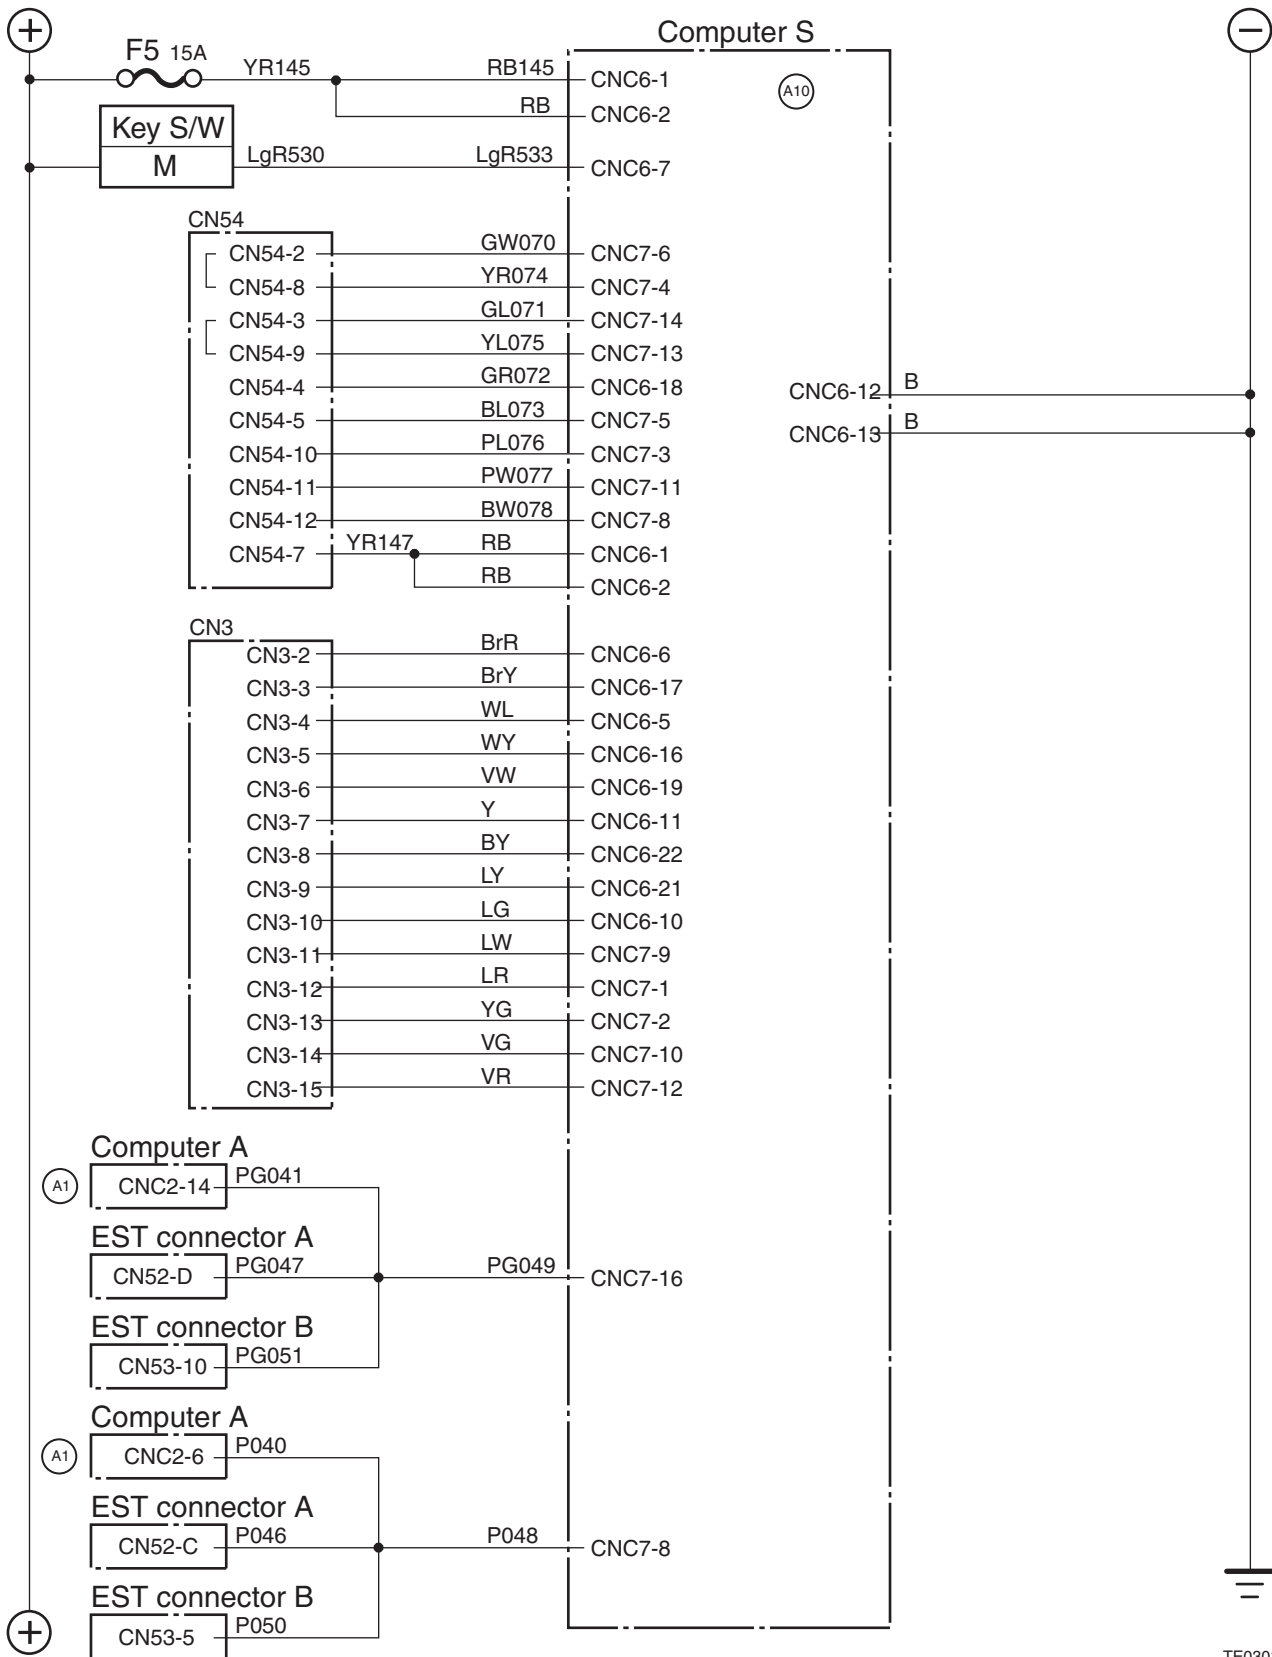 + −
Computer S
F5 15A YR145 RB145 CNC6-1 A10
RB CNC6-2
Key S/W
M LgR530 LgR533 CNC6-7
CN54
CN54-2 GW070 CNC7-6
CN54-8 YR074 CNC7-4
CN54-3 GL071 CNC7-14
CN54-9 YL075 CNC7-13
CN54-4 GR072 CNC6-18 CNC6-12 B
CN54-5 BL073 CNC7-5 CNC6-13 B
CN54-10 PL076 CNC7-3
CN54-11 PW077 CNC7-11
CN54-12 BW078 CNC7-8
CN54-7 YR147 RB CNC6-1
RB CNC6-2
CN3
CN3-2 BrR CNC6-6
CN3-3 BrY CNC6-17
CN3-4 WL CNC6-5
CN3-5 WY CNC6-16
CN3-6 VW CNC6-19
CN3-7 Y CNC6-11
CN3-8 BY CNC6-22
CN3-9 LY CNC6-21
CN3-10 LG CNC6-10
CN3-11 LW CNC7-9
CN3-12 LR CNC7-1
CN3-13 YG CNC7-2
CN3-14 VG CNC7-10
CN3-15 VR CNC7-12
Computer A
A1 CNC2-14 PG041
EST connector A
CN52-D PG047 PG049 CNC7-16
EST connector B
CN53-10 PG051
Computer A
A1 CNC2-6 P040
EST connector A
CN52-C P046 P048 CNC7-8
EST connector B
+ CN53-5 P050